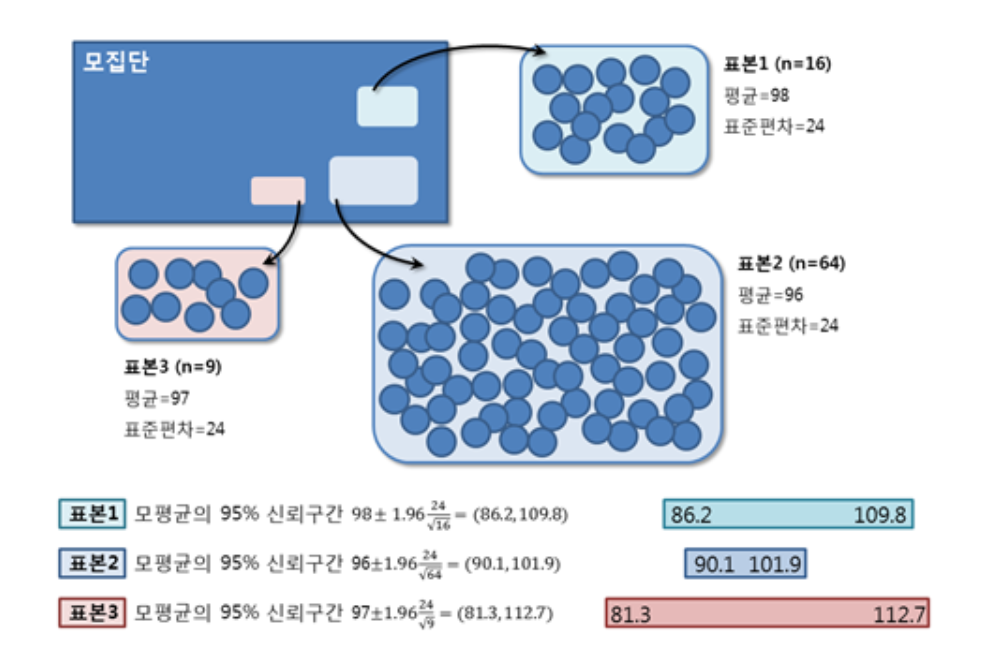 모집단
표본1 (n=16)
평균=98
표준편차=24
표본2 (n=64)
평균=96
표준편차=24
표본3 (n=9)
평균=97
표준편차=24
표본1 모평균의 95% 신뢰구간 98± 1.96 24/√16 = (86.2,109.8) 86.2 109.8
표본2 모평균의 95% 신뢰구간 96±1.96 24/√64 = (90.1,101.9) 90.1 101.9
표본3 모평균의 95% 신뢰구간 97±1.96 24/√9 = (81.3,112.7) 81.3 112.7